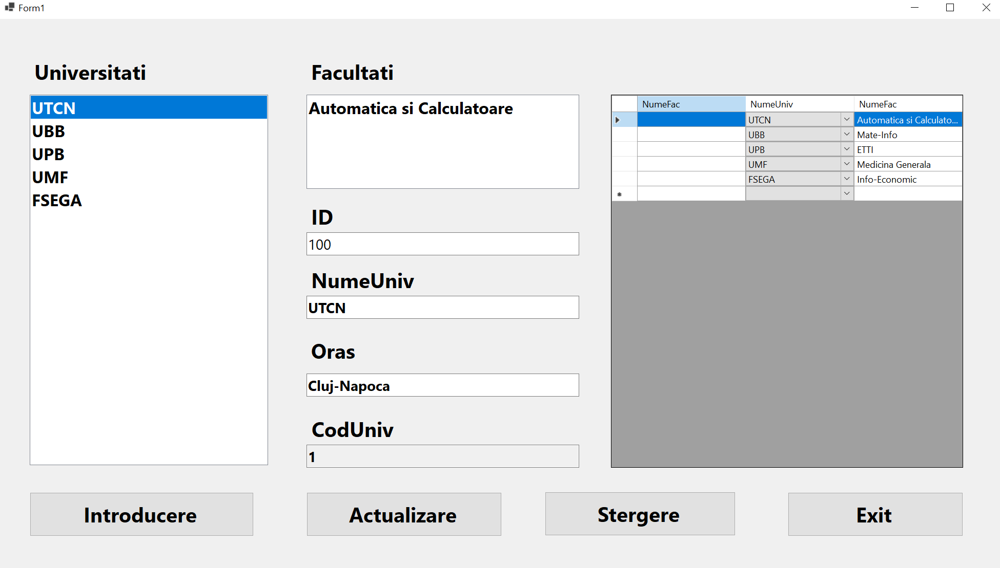 Form1
Universitati
UTCN
UBB
UPB
UMF
FSEGA
Facultati
Automatica si Calculatoare
ID
100
NumeUniv
UTCN
Oras
Cluj-Napoca
CodUniv
1
NumeFac NumeUniv NumeFac
UTCN Automatica si Calculato...
UBB Mate-Info
UPB ETTI
UMF Medicina Generala
FSEGA Info-Economic
Introducere Actualizare Stergere Exit